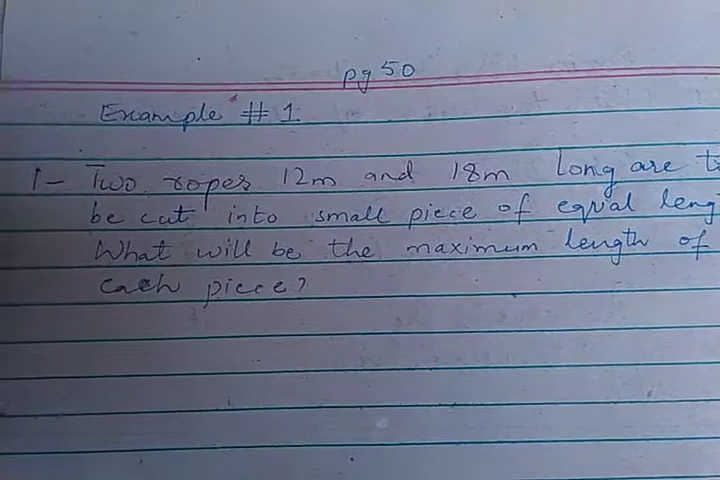 pg 50
Example # 1
1- Two ropes 12m and 18m long are t
be cut into small piece of equal leng
What will be the maximum length of
each piece?